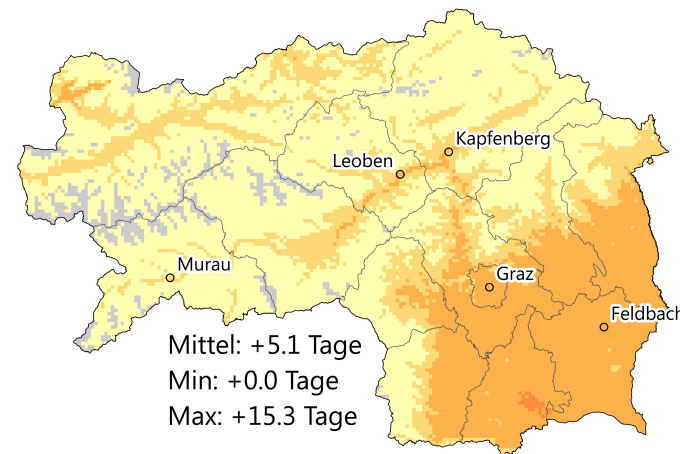 Kapfenberg
Leoben
Murau
Graz
Feldbach
Mittel: +5.1 Tage
Min: +0.0 Tage
Max: +15.3 Tage